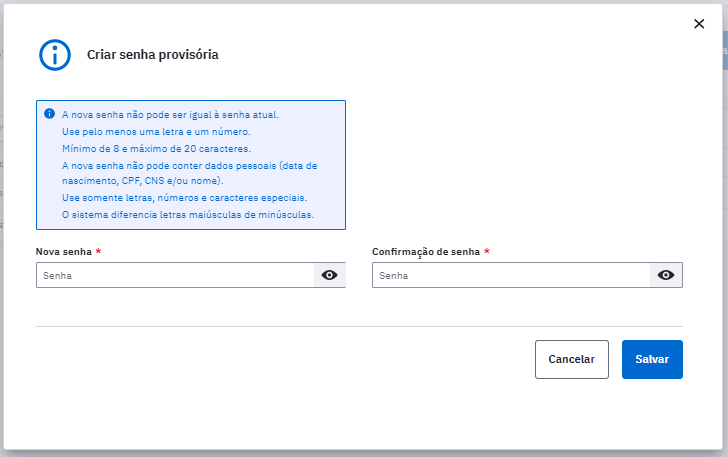 Criar senha provisória
A nova senha não pode ser igual à senha atual.
Use pelo menos uma letra e um número.
Mínimo de 8 e máximo de 20 caracteres.
A nova senha não pode conter dados pessoais (data de
nascimento, CPF, CNS e/ou nome).
Use somente letras, números e caracteres especiais.
O sistema diferencia letras maiúsculas de minúsculas.
Nova senha *
Confirmação de senha *
Senha
Senha
Cancelar
Salvar